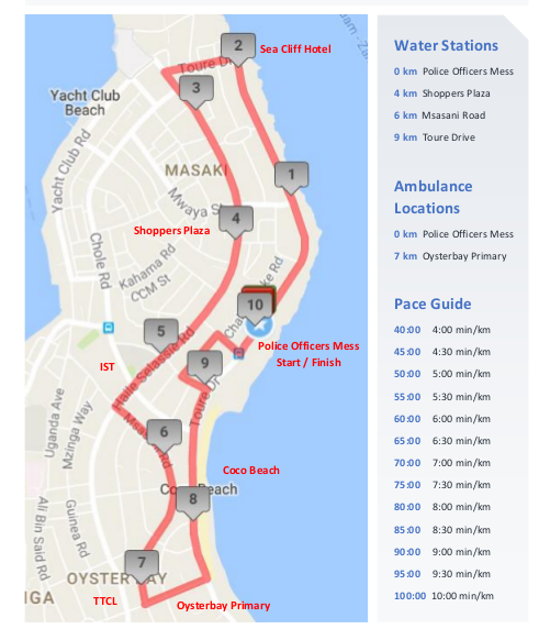 2
Sea Cliff Hotel
Toure Dr
3
Yacht Club
Beach
Yacht Club Rd
MASAKI
1
Mwaya St
4
Shoppers Plaza
Chole Rd
Kahama Rd
CCM St
10
Police Officers Mess
Start / Finish
5
IST
Haile Selassie Rd
9
Toure Dr
Uganda Ave
Mzinga Way
6
Coco Beach
Beach
8
Guinea Rd
Ali Bin Said Rd
7
OYSTERBAY
TTCL
Oysterbay Primary
Water Stations
0 km Police Officers Mess
4 km Shoppers Plaza
6 km Msasani Road
9 km Toure Drive
Ambulance
Locations
0 km Police Officers Mess
7 km Oysterbay Primary
Pace Guide
40:00 4:00 min/km
45:00 4:30 min/km
50:00 5:00 min/km
55:00 5:30 min/km
60:00 6:00 min/km
65:00 6:30 min/km
70:00 7:00 min/km
75:00 7:30 min/km
80:00 8:00 min/km
85:00 8:30 min/km
90:00 9:00 min/km
95:00 9:30 min/km
100:00 10:00 min/km